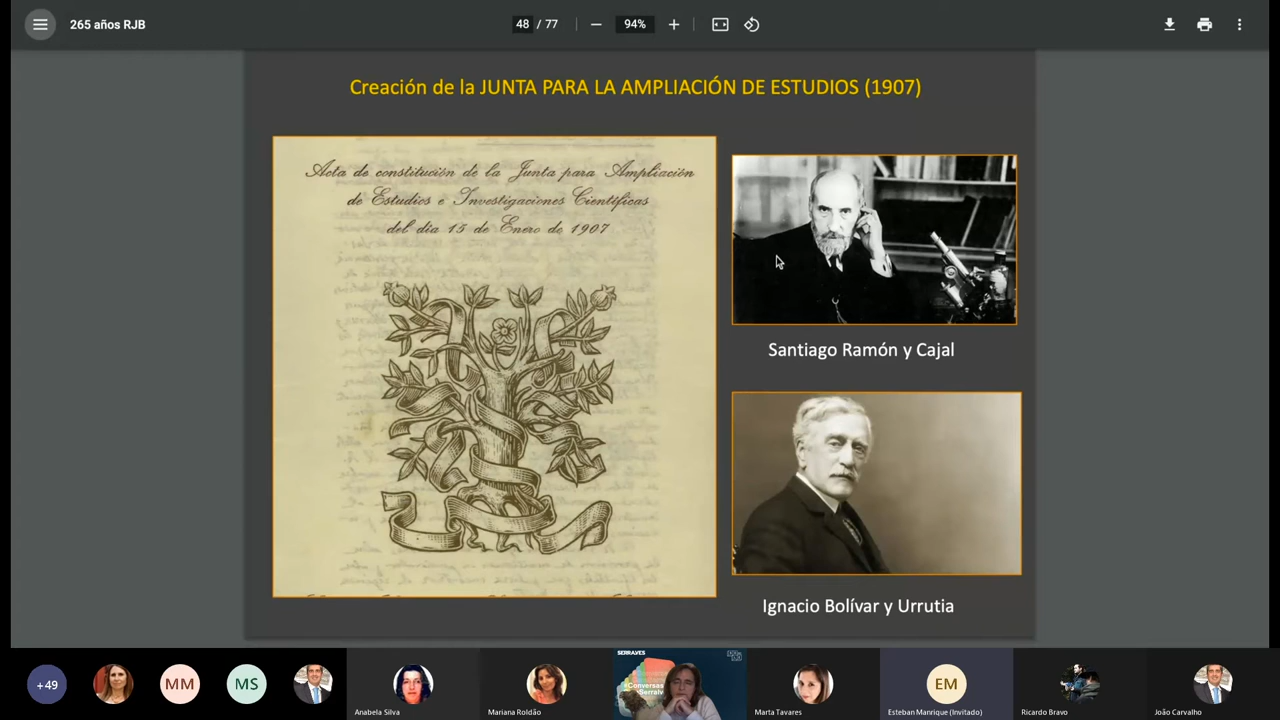 265 años RJB
48 / 77
94%
Creación de la JUNTA PARA LA AMPLIACIÓN DE ESTUDIOS (1907)
Acta de constitución de la Junta para Ampliación
de Estudios e Investigaciones Científicas
del día 15 de Enero de 1907
Santiago Ramón y Cajal
Ignacio Bolívar y Urrutia
+49
MM
MS
SERRALVES
EM
Anabela Silva
Mariana Roldão
Marta Tavares
Esteban Manrique (Invitado)
Ricardo Bravo
João Carvalho